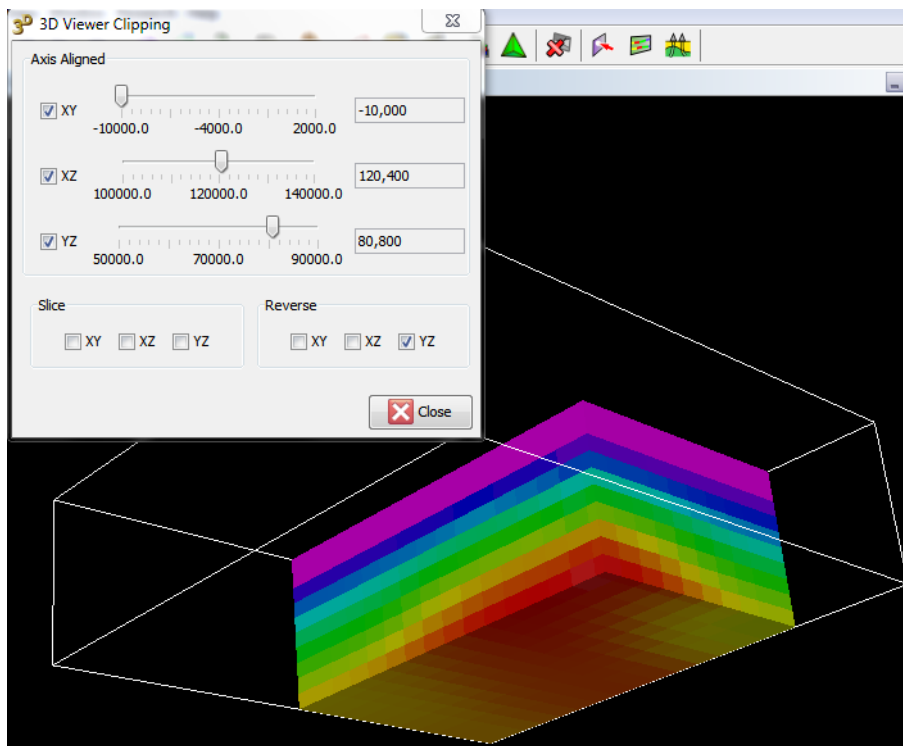 3D Viewer Clipping
Axis Aligned
XY
-10000.0 -4000.0 2000.0
-10,000
XZ
100000.0 120000.0 140000.0
120,400
YZ
50000.0 70000.0 90000.0
80,800
Slice
XY XZ YZ
Reverse
XY XZ YZ
Close